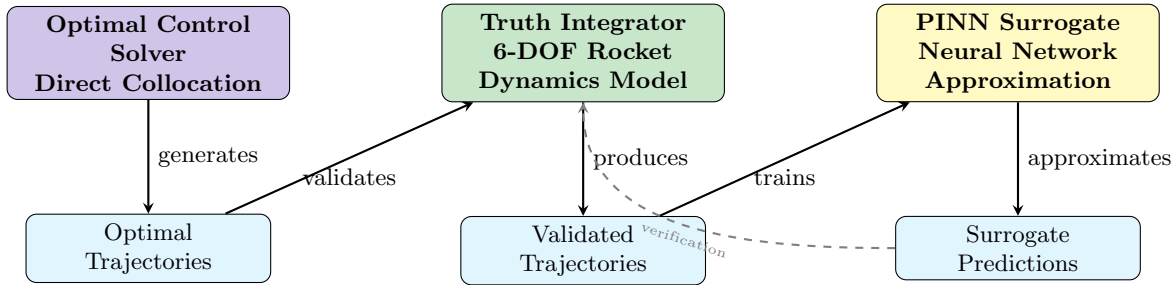 Optimal Control
Solver
Direct Collocation
Truth Integrator
6-DOF Rocket
Dynamics Model
PINN Surrogate
Neural Network
Approximation
generates
validates
produces
trains
approximates
Optimal
Trajectories
Validated
Trajectories
verification
Surrogate
Predictions